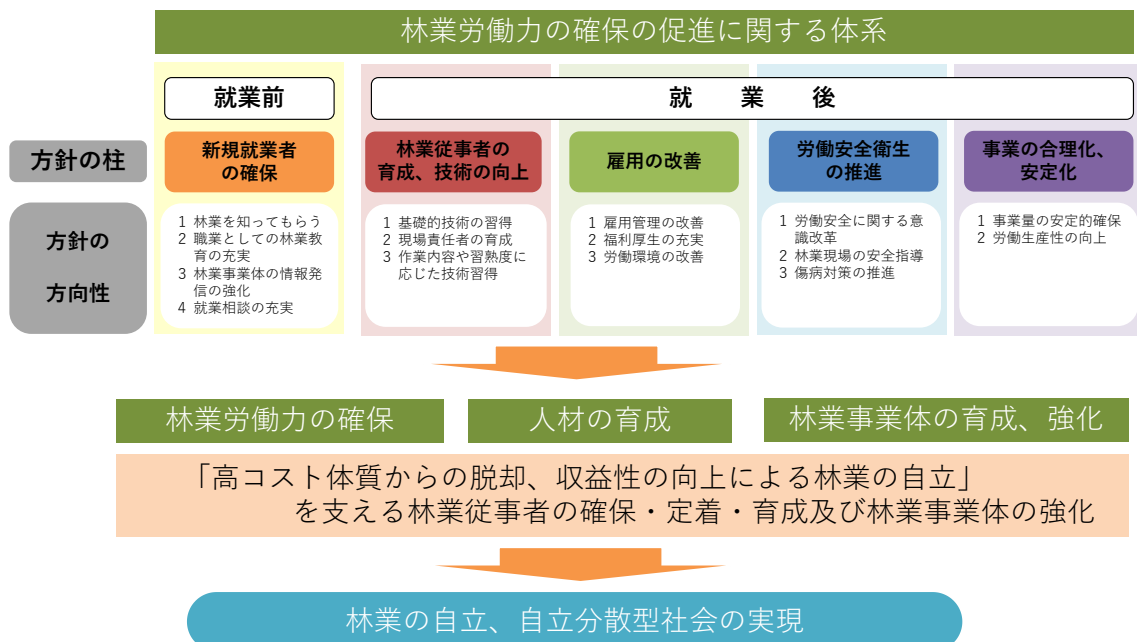 林業労働力の確保の促進に関する体系
就業前
就業後
方針の柱
新規就業者
の確保
林業従事者の
育成、技術の向上
雇用の改善
労働安全衛生
の推進
事業の合理化、
安定化
方針の
方向性
1 林業を知ってもらう
2 職業としての林業教
育の充実
3 林業事業体の情報発
信の強化
4 就業相談の充実
1 基礎的技術の習得
2 現場責任者の育成
3 作業内容や習熟度に
応じた技術習得
1 雇用管理の改善
2 福利厚生の充実
3 労働環境の改善
1 労働安全に関する意
識改革
2 林業現場の安全指導
3 傷病対策の推進
1 事業量の安定的確保
2 労働生産性の向上
林業労働力の確保
人材の育成
林業事業体の育成、強化
「高コスト体質からの脱却、収益性の向上による林業の自立」
を支える林業従事者の確保・定着・育成及び林業事業体の強化
林業の自立、自立分散型社会の実現